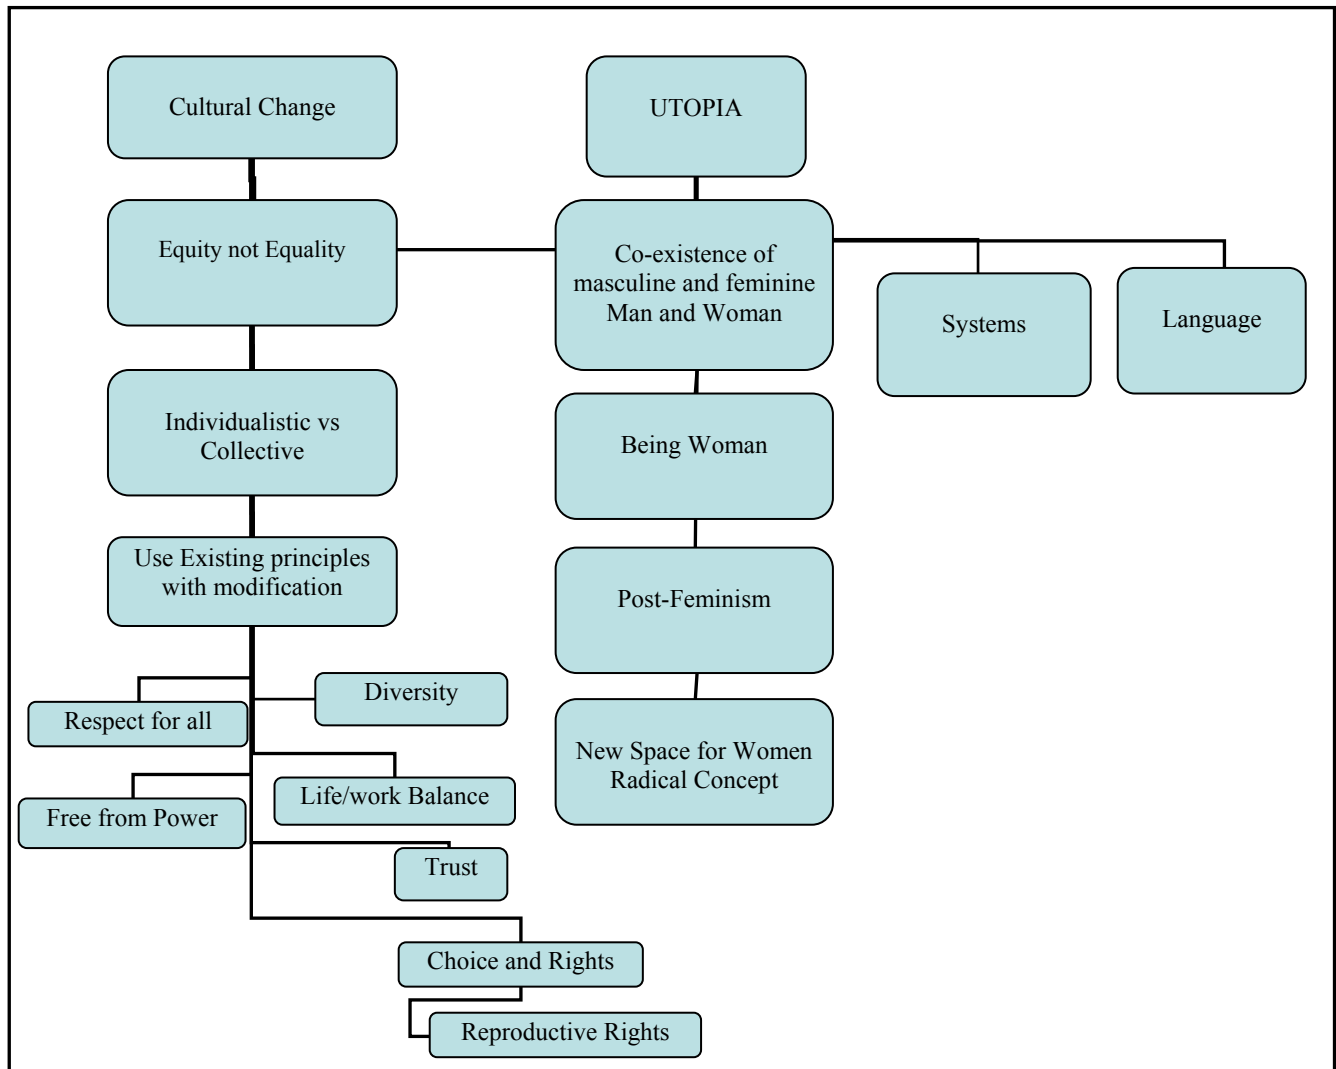 Cultural Change
UTOPIA
Equity not Equality
Co-existence of
masculine and feminine
Man and Woman
Systems
Language
Individualistic vs
Collective
Being Woman
Use Existing principles
with modification
Post-Feminism
Respect for all
Diversity
New Space for Women
Radical Concept
Free from Power
Life/work Balance
Trust
Choice and Rights
Reproductive Rights